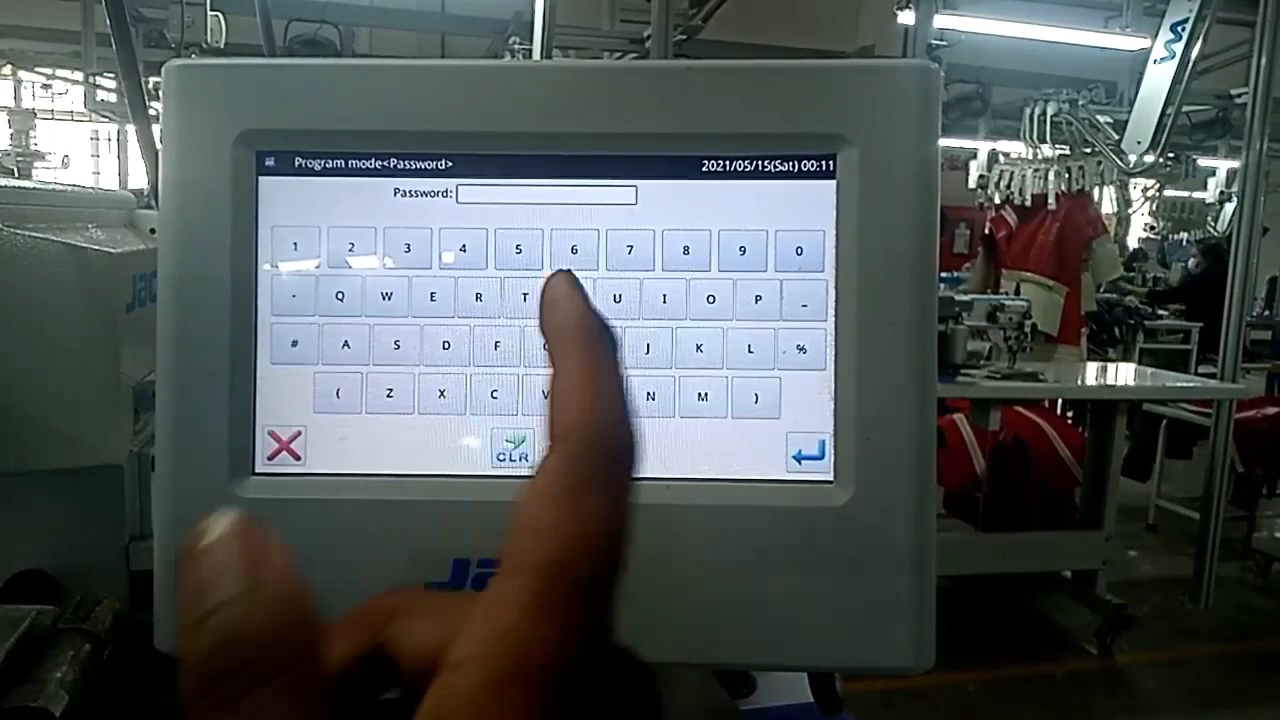 Program mode<Password> 2021/05/15(Sat) 00:11
Password:
1 2 3 4 5 6 7 8 9 0
- Q W E R T U I O P _
# A S D F J K L %
( Z X C V N M )
CLR